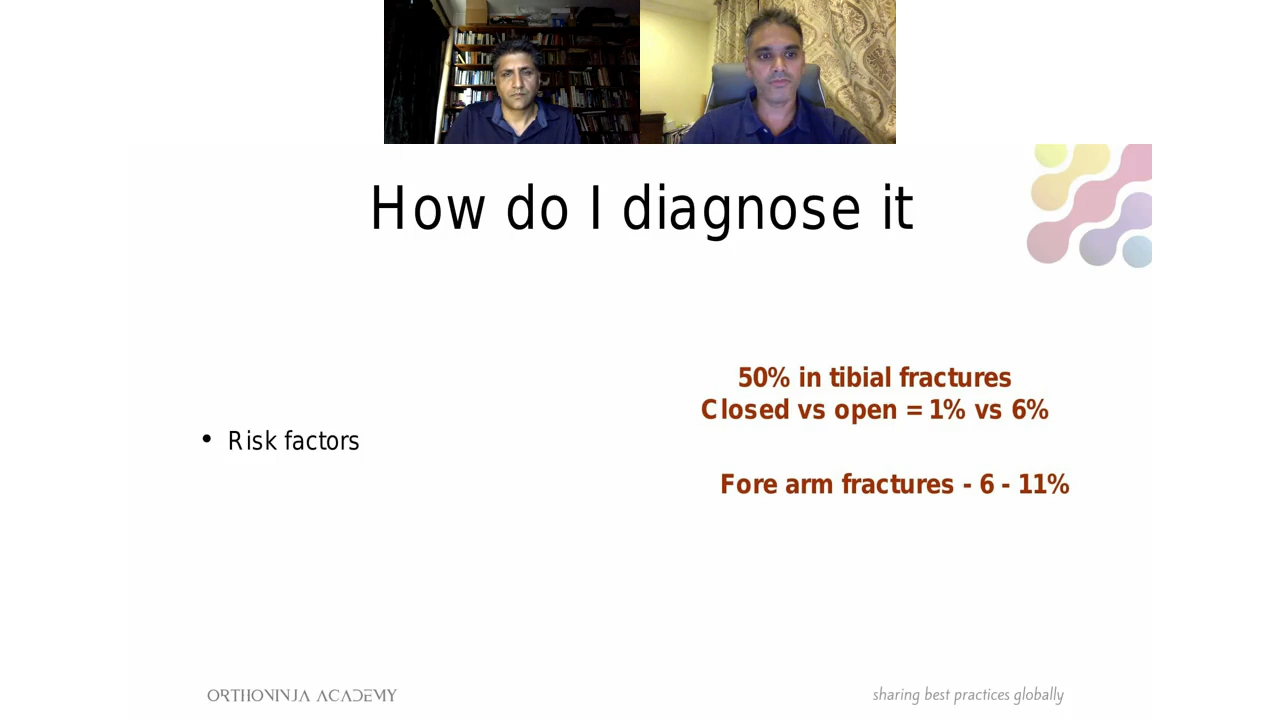 How do I diagnose it
50% in tibial fractures
Closed vs open = 1% vs 6%
• Risk factors
Fore arm fractures - 6 - 11%
ORTHONINJA ACADEMY
sharing best practices globally